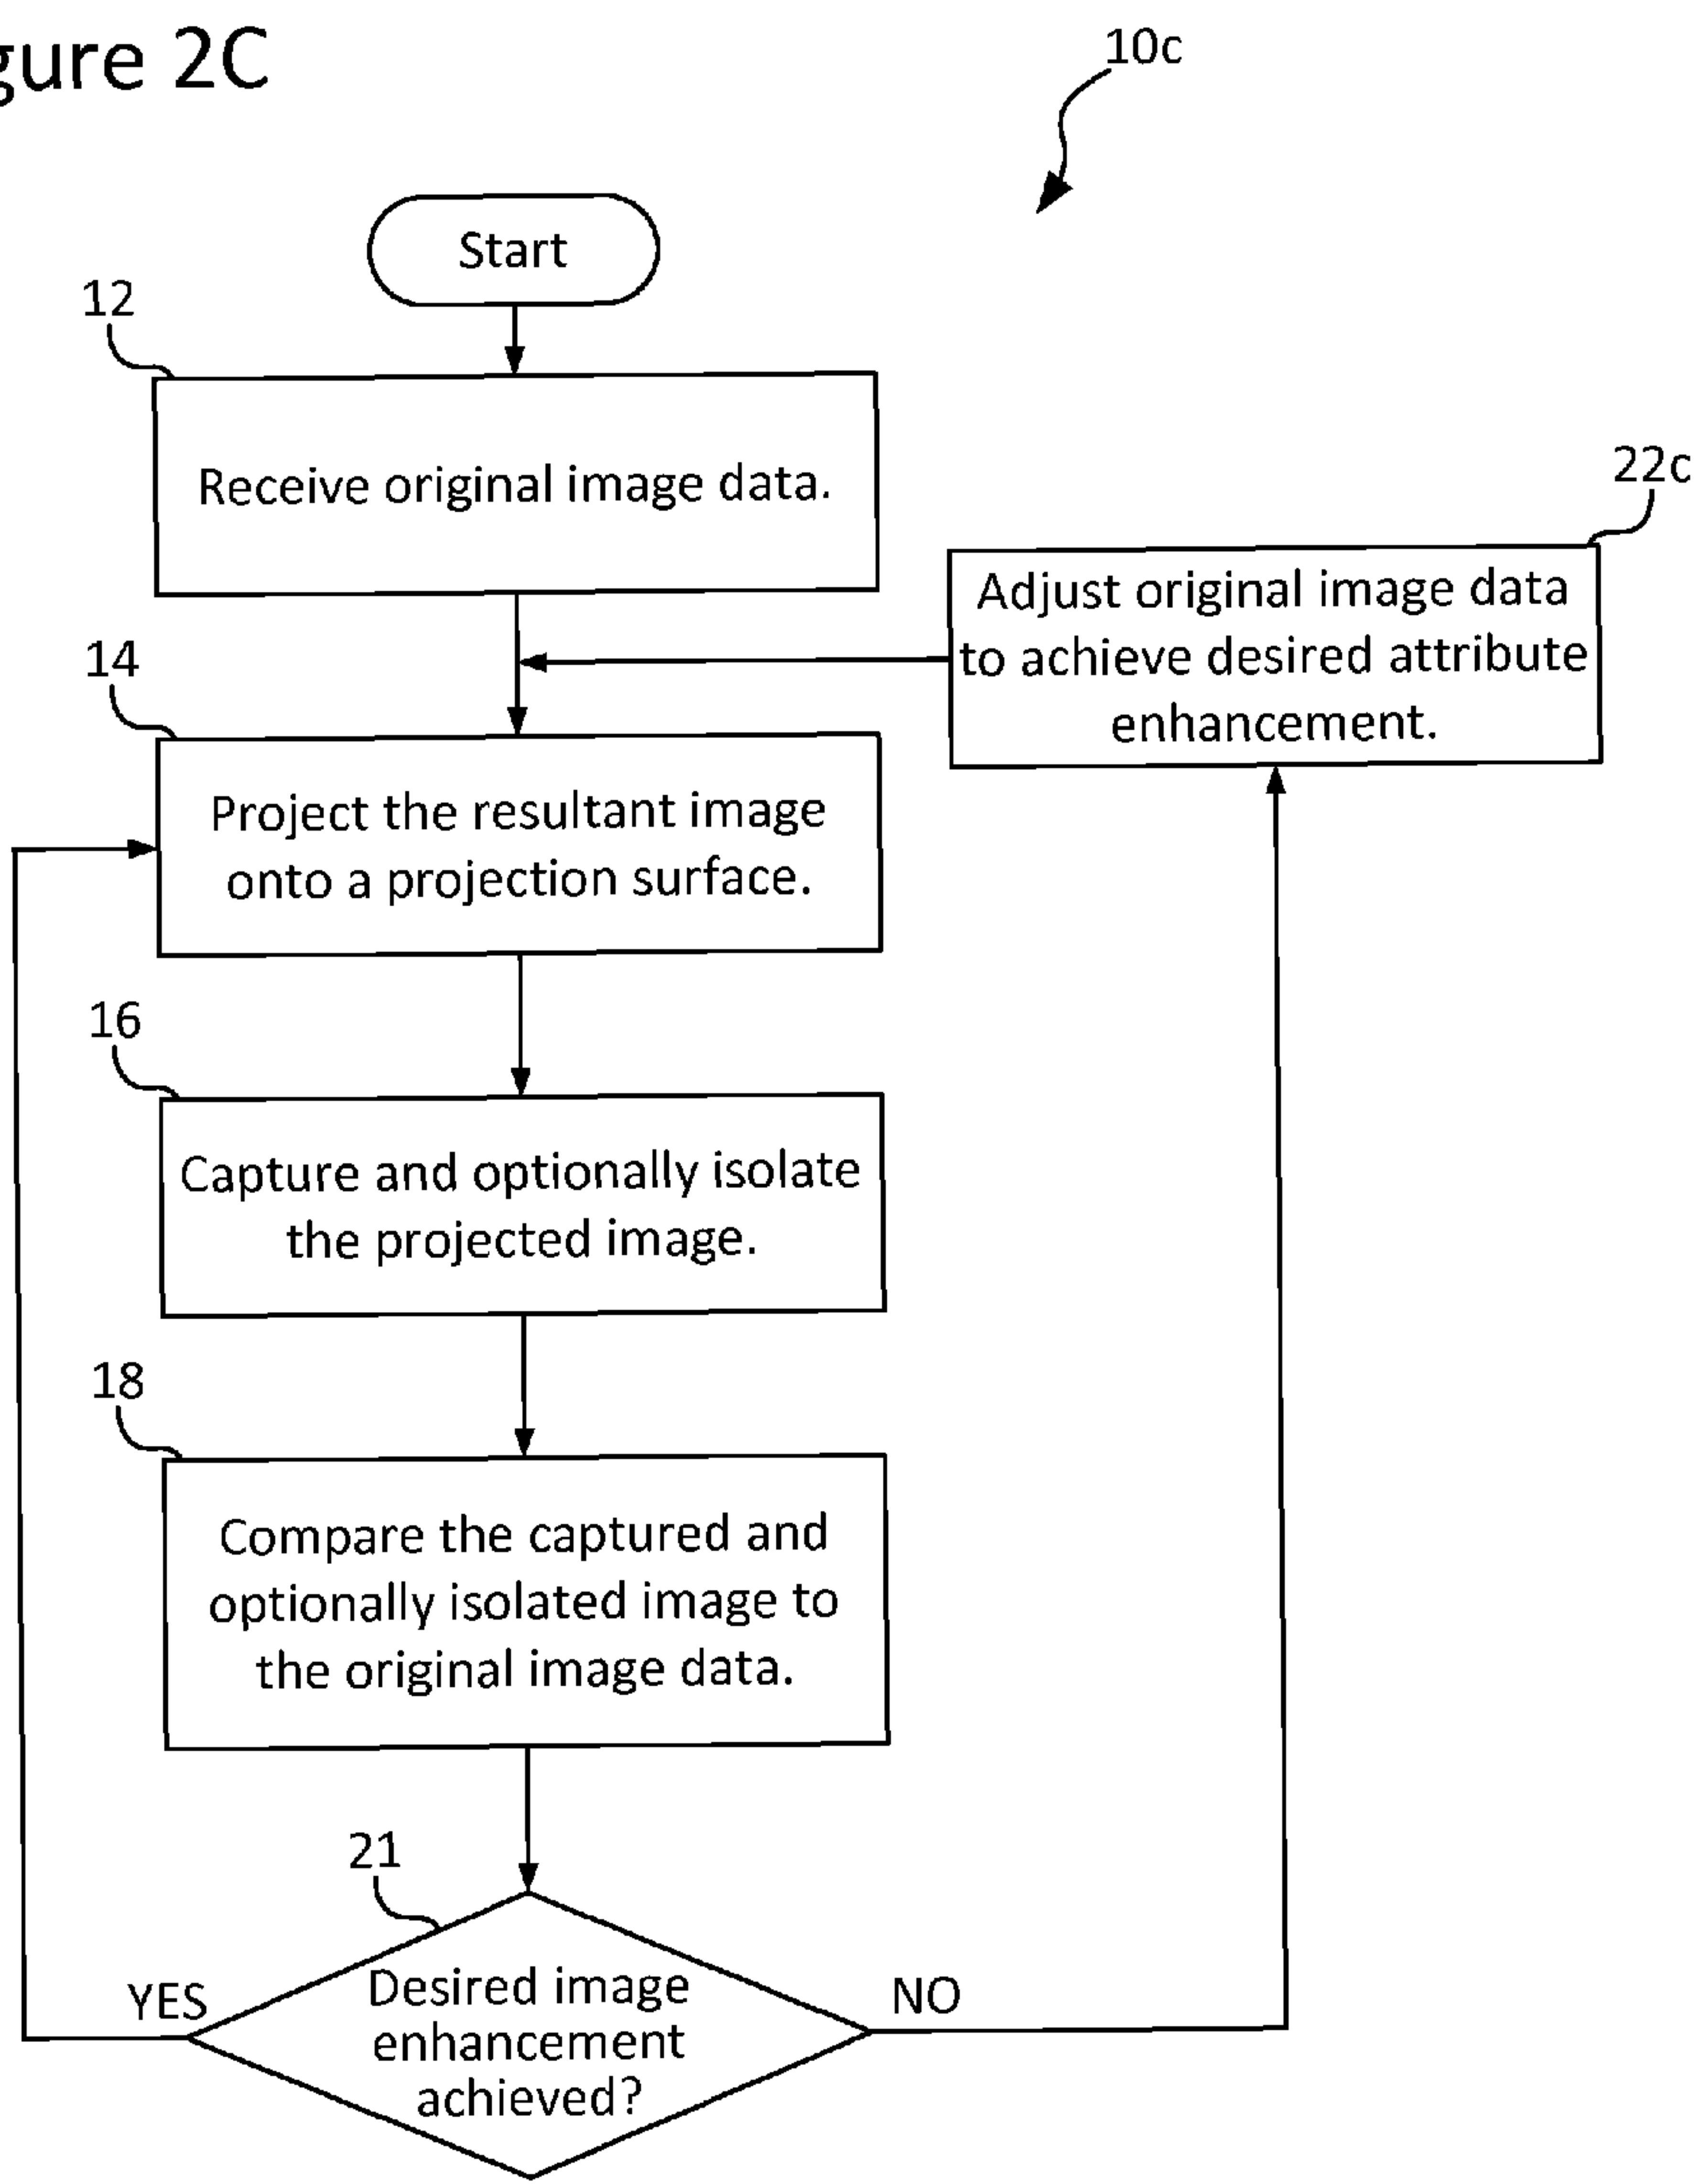 gure 2C
10c
Start
12
Receive original image data.
22c
Adjust original image data
to achieve desired attribute
enhancement.
14
Project the resultant image
onto a projection surface.
16
Capture and optionally isolate
the projected image.
18
Compare the captured and
optionally isolated image to
the original image data.
21
YES
Desired image
enhancement
achieved?
NO